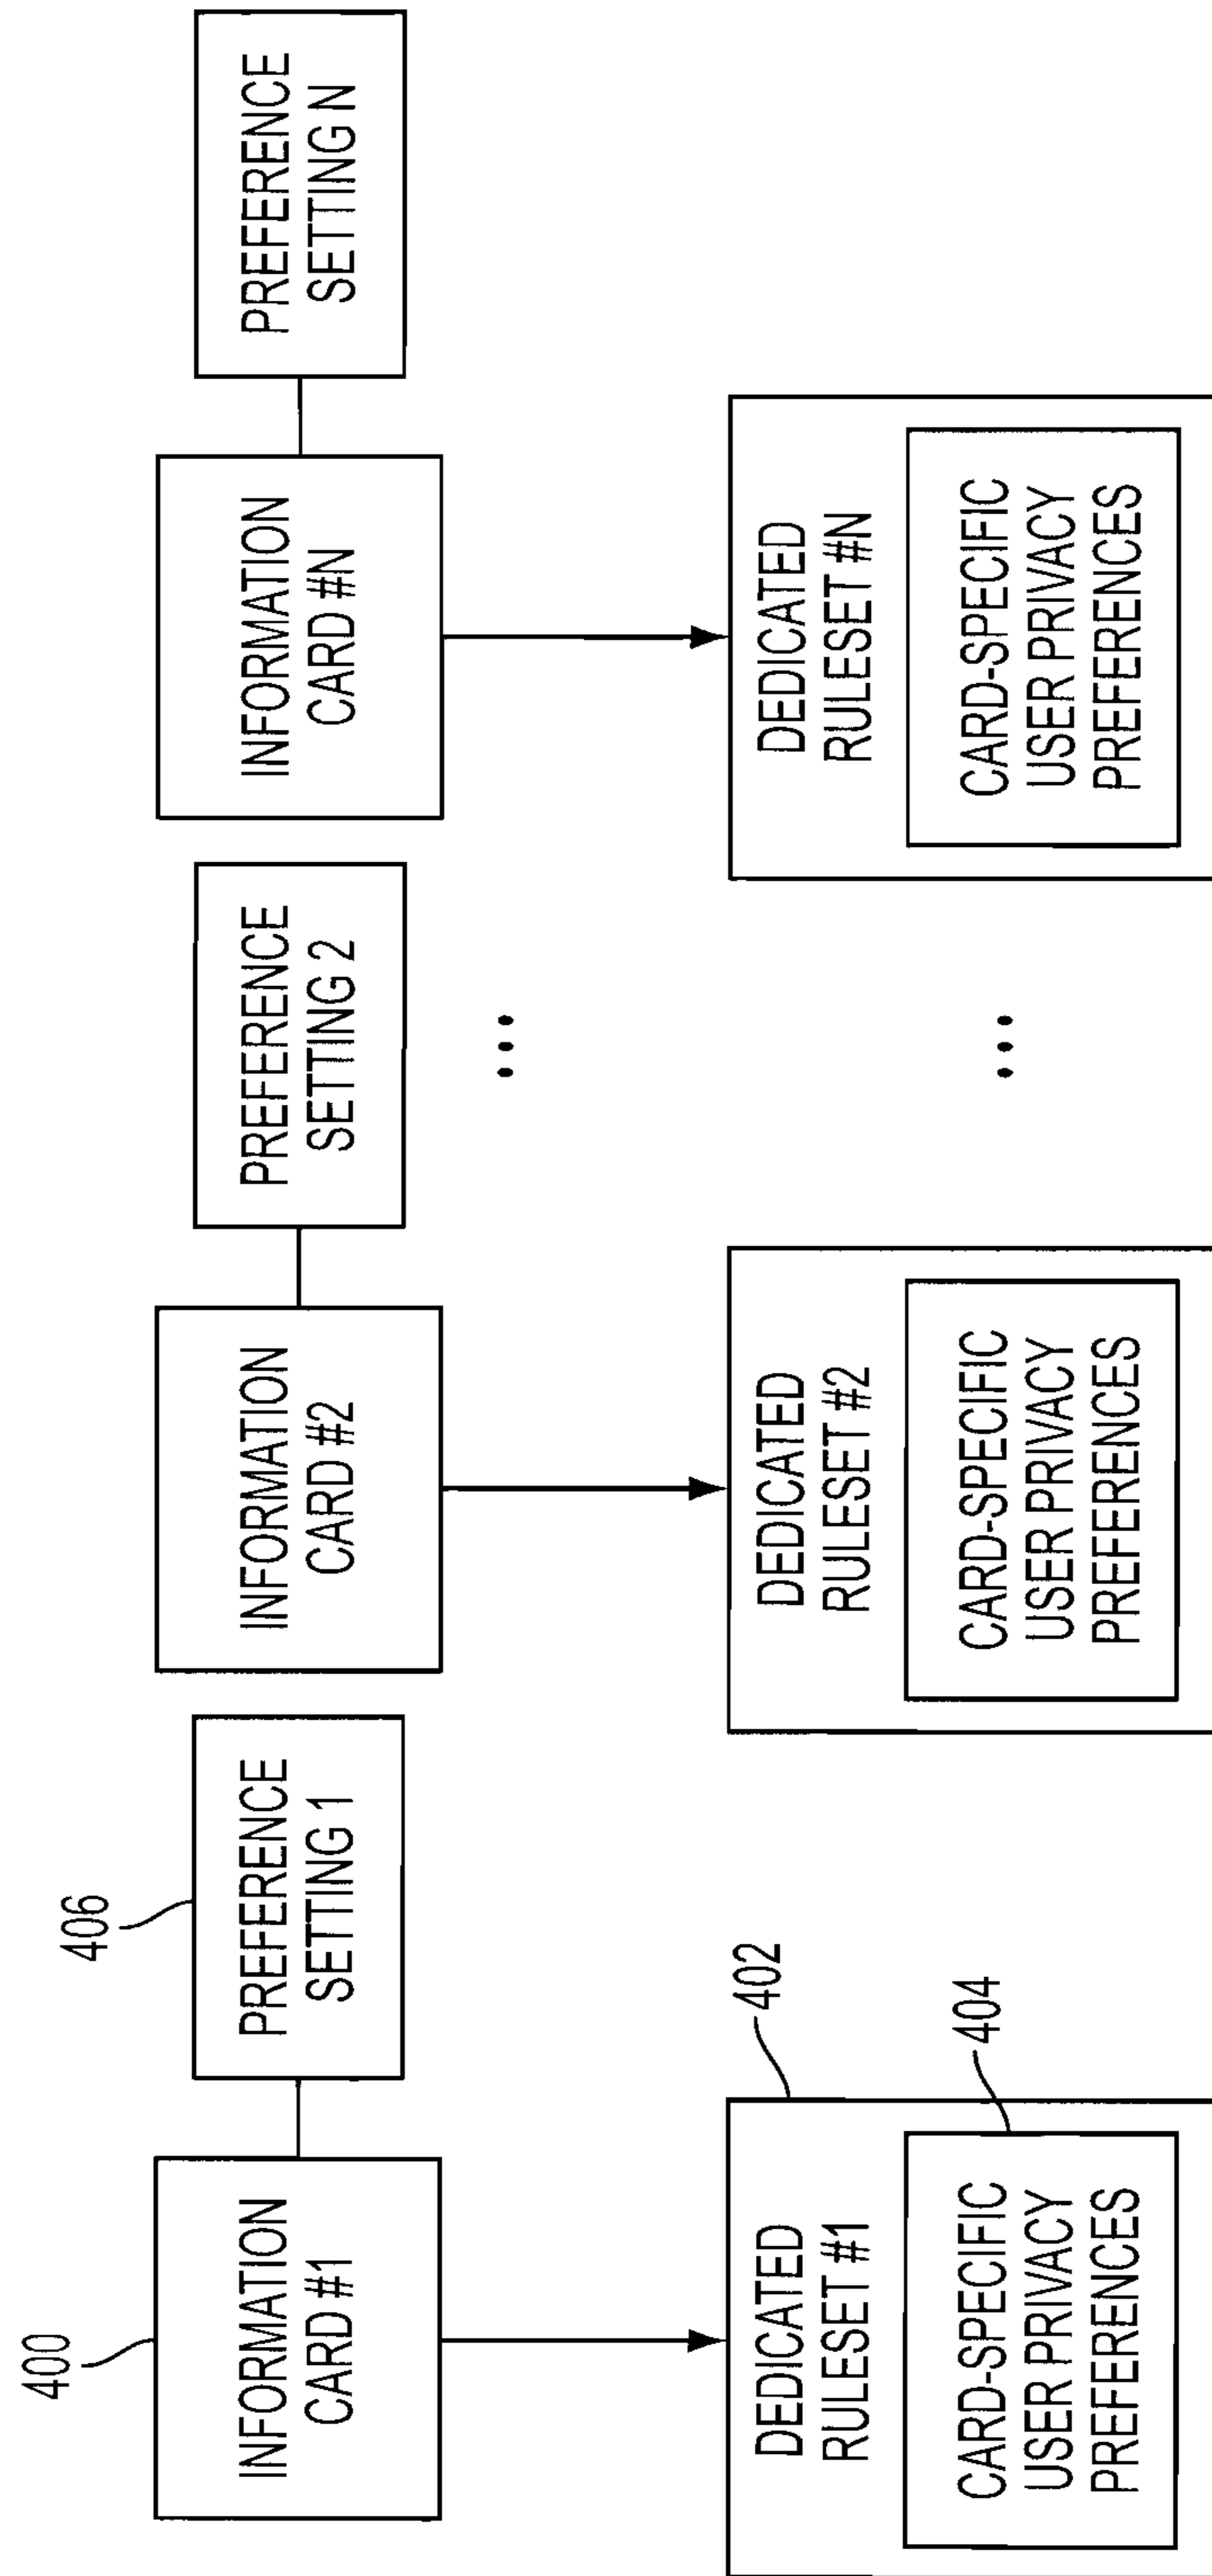 400
INFORMATION
CARD #1
406
PREFERENCE
SETTING 1
INFORMATION
CARD #2
PREFERENCE
SETTING 2
INFORMATION
CARD #N
PREFERENCE
SETTING N
...
402
DEDICATED
RULESET #1
404
CARD-SPECIFIC
USER PRIVACY
PREFERENCES
DEDICATED
RULESET #2
CARD-SPECIFIC
USER PRIVACY
PREFERENCES
...
DEDICATED
RULESET #N
CARD-SPECIFIC
USER PRIVACY
PREFERENCES